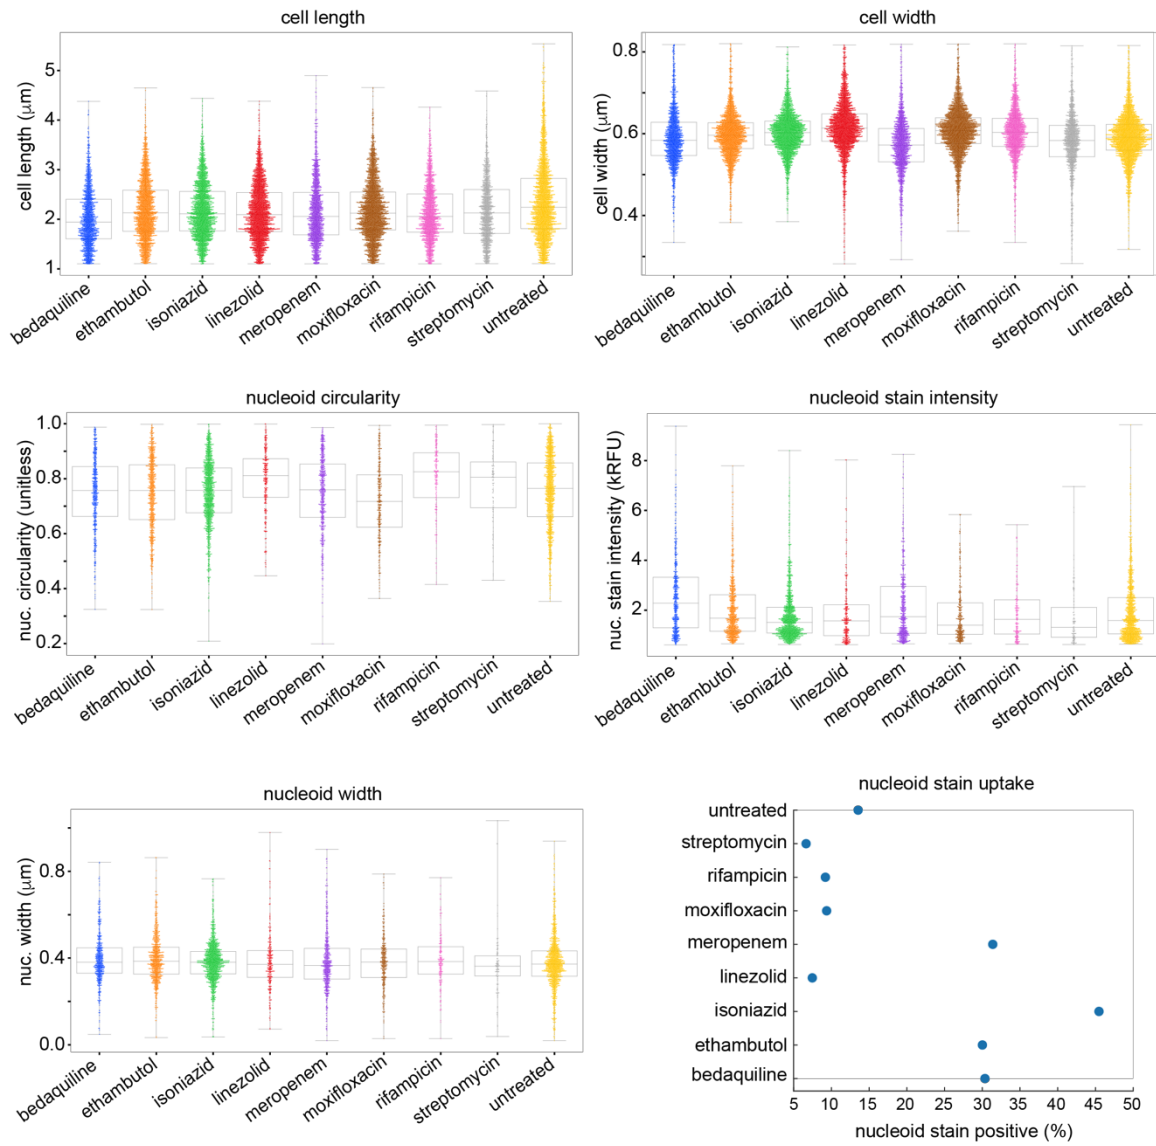 cell length
cell length (μm)
5
4
3
2
1
bedaquiline
ethambutol
isoniazid
linezolid
meropenem
moxifloxacin
rifampicin
streptomycin
untreated
cell width
cell width (μm)
0.8
0.6
0.4
bedaquiline
ethambutol
isoniazid
linezolid
meropenem
moxifloxacin
rifampicin
streptomycin
untreated
nucleoid circularity
nuc. circularity (unitless)
1.0
0.8
0.6
0.4
0.2
bedaquiline
ethambutol
isoniazid
linezolid
meropenem
moxifloxacin
rifampicin
streptomycin
untreated
nucleoid stain intensity
nuc. stain intensity (kRFU)
8
6
4
2
bedaquiline
ethambutol
isoniazid
linezolid
meropenem
moxifloxacin
rifampicin
streptomycin
untreated
nucleoid width
nuc. width (μm)
0.8
0.4
0.0
bedaquiline
ethambutol
isoniazid
linezolid
meropenem
moxifloxacin
rifampicin
streptomycin
untreated
nucleoid stain uptake
untreated
streptomycin
rifampicin
moxifloxacin
meropenem
linezolid
isoniazid
ethambutol
bedaquiline
5 10 15 20 25 30 35 40 45 50
nucleoid stain positive (%)